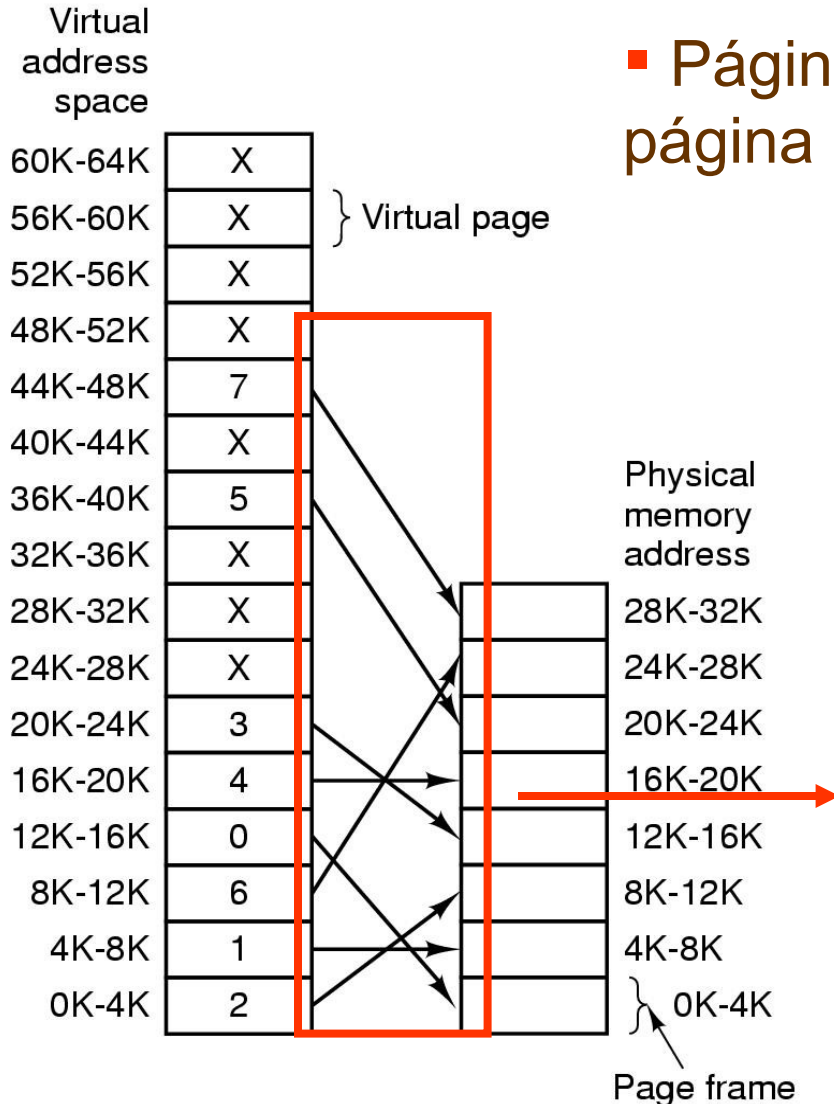 Virtual
address
space
▪ Págin
página
60K-64K X
56K-60K X Virtual page
52K-56K X
48K-52K X
44K-48K 7
40K-44K X
36K-40K 5
32K-36K X
28K-32K X
24K-28K X
20K-24K 3
16K-20K 4
12K-16K 0
8K-12K 6
4K-8K 1
0K-4K 2
Physical
memory
address
28K-32K
24K-28K
20K-24K
16K-20K
12K-16K
8K-12K
4K-8K
0K-4K
Page frame